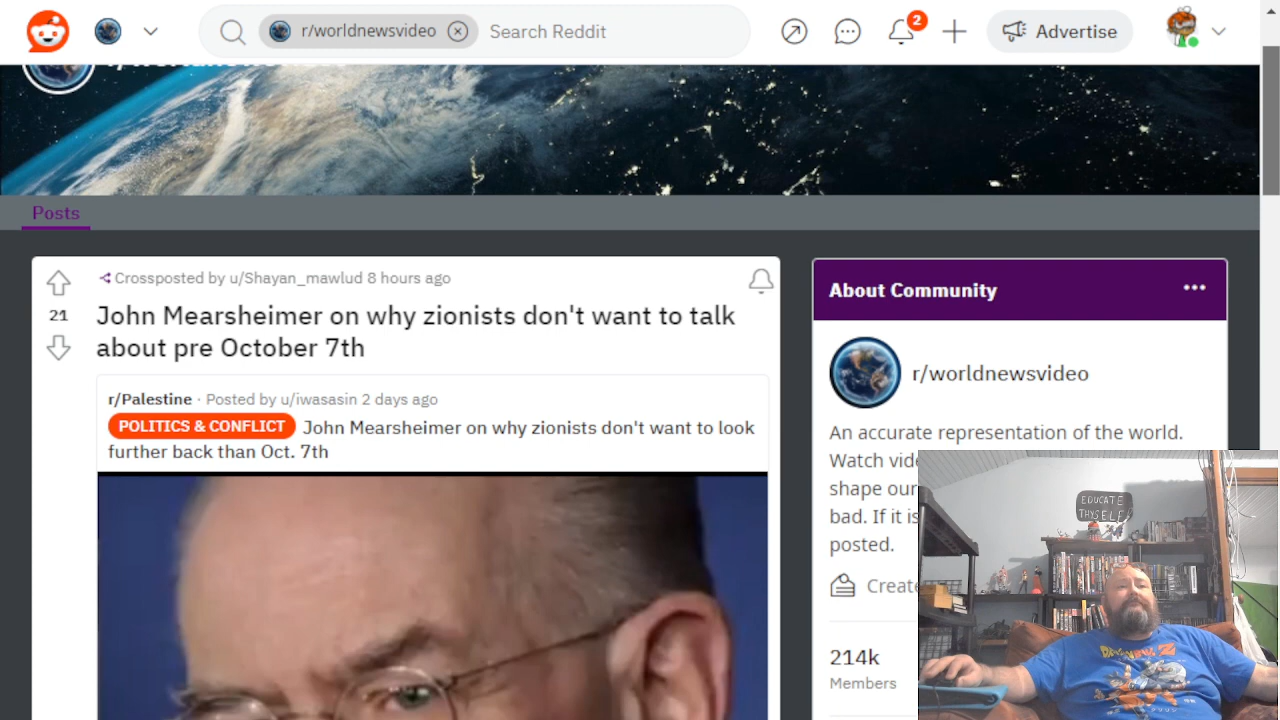 r/worldnewsvideo
Search Reddit
2
Advertise
Posts
Crossposted by u/Shayan_mawlud 8 hours ago
21
John Mearsheimer on why zionists don't want to talk
about pre October 7th
r/Palestine · Posted by u/iwasasin 2 days ago
POLITICS & CONFLICT John Mearsheimer on why zionists don't want to look
further back than Oct. 7th
About Community
r/worldnewsvideo
An accurate representation of the world.
Watch
shape our
bad. If it is
posted.
214k
Members
EDUCATE
THYSELF